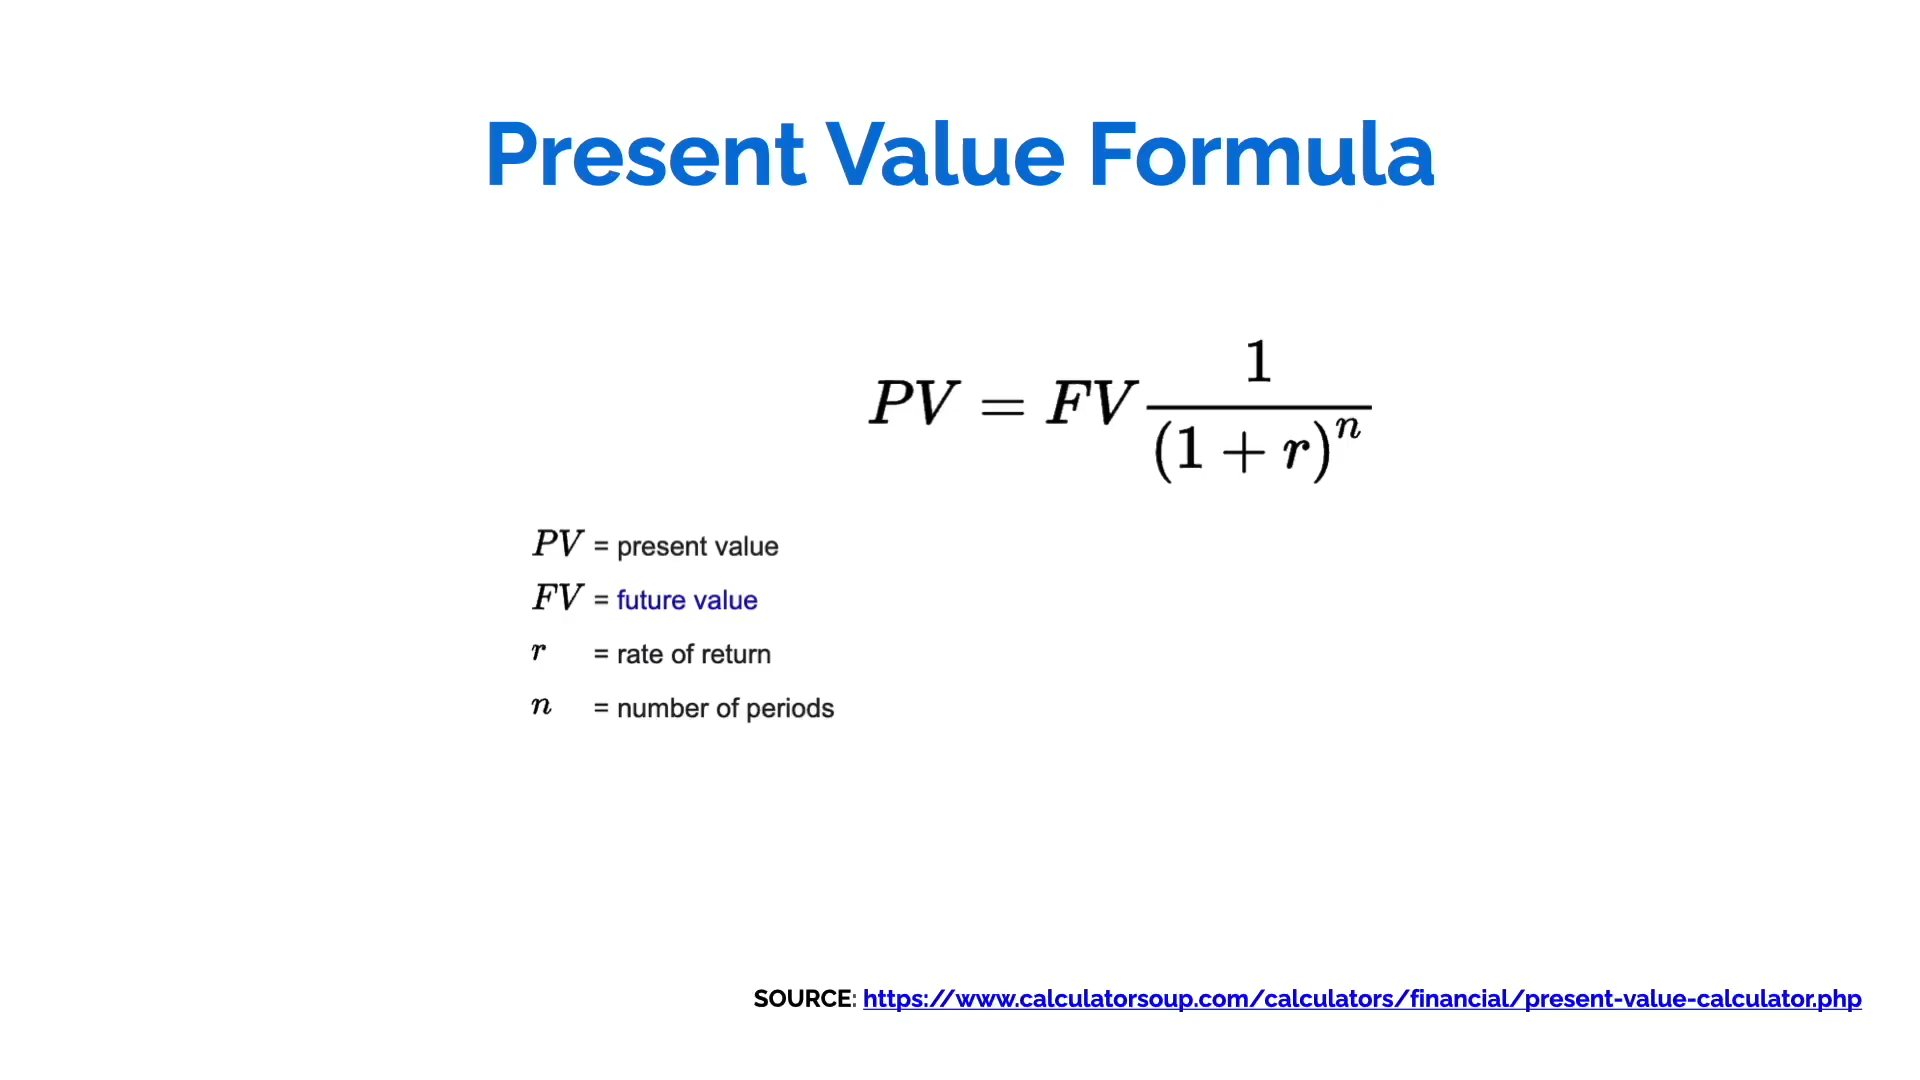 Present Value Formula
PV = FV 1/(1 + r)^n
PV = present value
FV = future value
r = rate of return
n = number of periods
SOURCE: https://www.calculatorsoup.com/calculators/financial/present-value-calculator.php